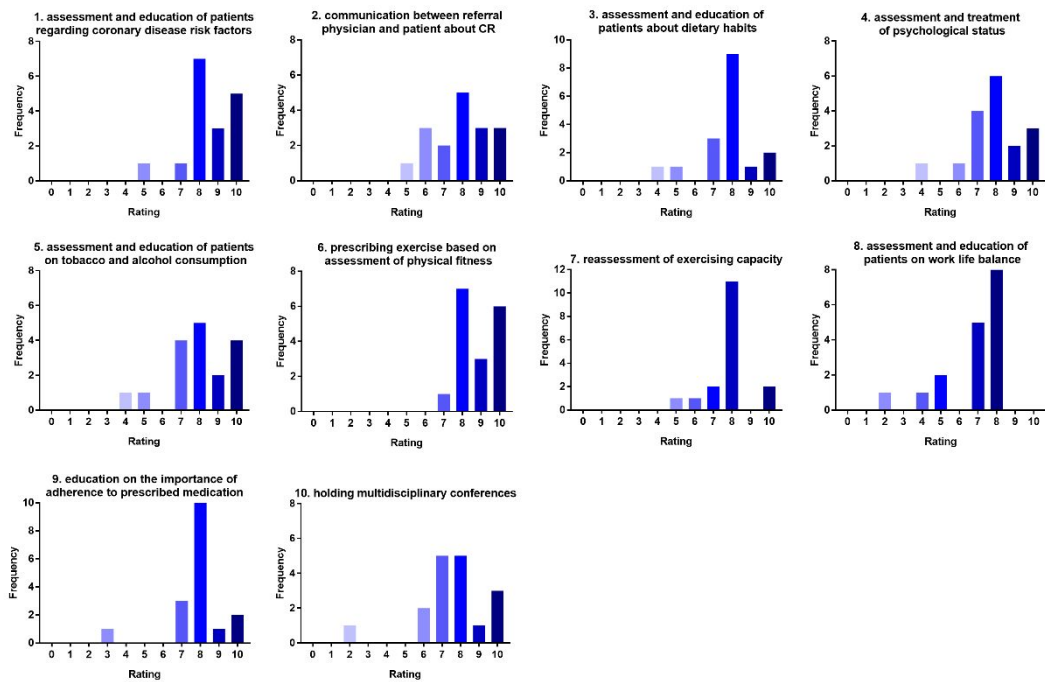 1. assessment and education of patients
regarding coronary disease risk factors
8
6
4
2
0
Frequency
0 1 2 3 4 5 6 7 8 9 10
Rating
2. communication between referral
physician and patient about CR
8
6
4
2
0
Frequency
0 1 2 3 4 5 6 7 8 9 10
Rating
3. assessment and education of
patients about dietary habits
10
8
6
4
2
0
Frequency
0 1 2 3 4 5 6 7 8 9 10
Rating
4. assessment and treatment
of psychological status
8
6
4
2
0
Frequency
0 1 2 3 4 5 6 7 8 9 10
Rating
5. assessment and education of patients
on tobacco and alcohol consumption
8
6
4
2
0
Frequency
0 1 2 3 4 5 6 7 8 9 10
Rating
6. prescribing exercise based on
assessment of physical fitness
8
6
4
2
0
Frequency
0 1 2 3 4 5 6 7 8 9 10
Rating
7. reassessment of exercising capacity
12
10
8
6
4
2
0
Frequency
0 1 2 3 4 5 6 7 8 9 10
Rating
8. assessment and education of
patients on work life balance
8
6
4
2
0
Frequency
0 1 2 3 4 5 6 7 8 9 10
Rating
9. education on the importance of
adherence to prescribed medication
10
8
6
4
2
0
Frequency
0 1 2 3 4 5 6 7 8 9 10
Rating
10. holding multidisciplinary conferences
8
6
4
2
0
Frequency
0 1 2 3 4 5 6 7 8 9 10
Rating